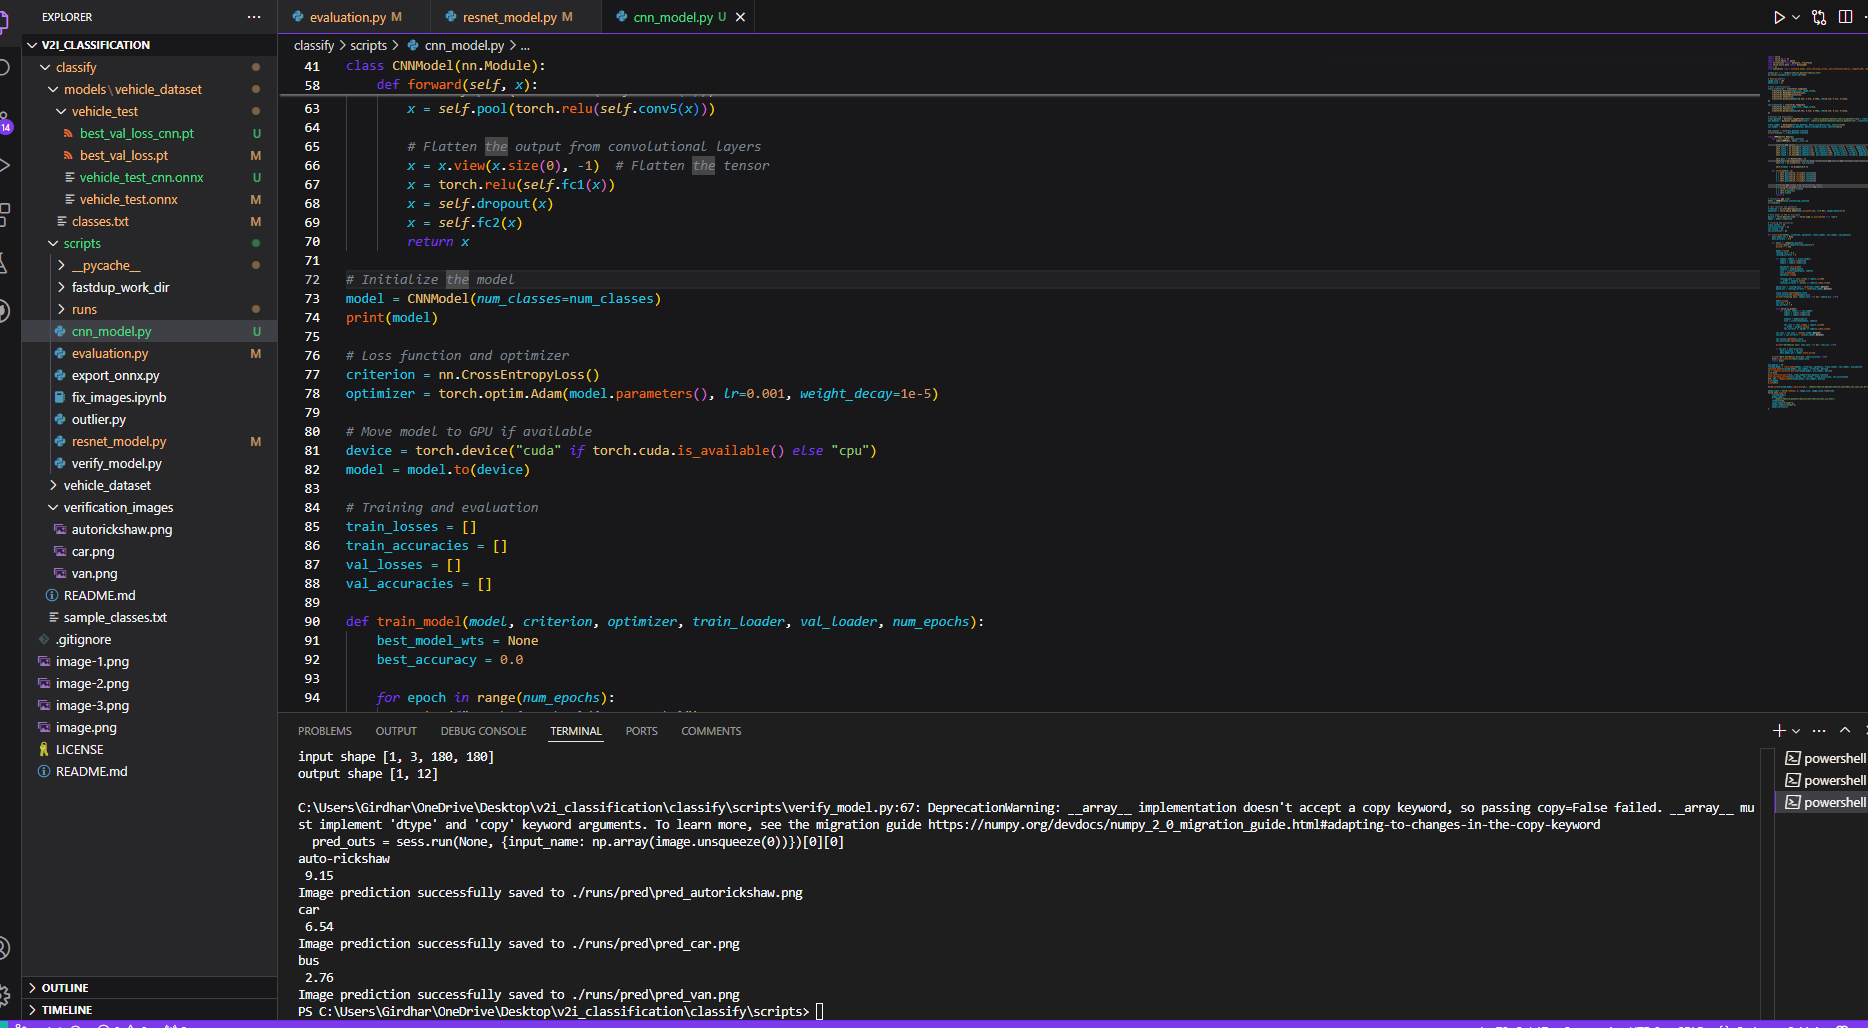 EXPLORER
V2I_CLASSIFICATION
classify
models\vehicle_dataset
vehicle_test
best_val_loss_cnn.pt U
best_val_loss.pt M
vehicle_test_cnn.onnx U
vehicle_test.onnx M
classes.txt M
scripts
__pycache__
fastdup_work_dir
runs
cnn_model.py U
evaluation.py M
export_onnx.py
fix_images.ipynb
outlier.py
resnet_model.py M
verify_model.py
vehicle_dataset
verification_images
autorickshaw.png
car.png
van.png
README.md
sample_classes.txt
.gitignore
image-1.png
image-2.png
image-3.png
image.png
LICENSE
README.md
OUTLINE
TIMELINE
14
evaluation.py M resnet_model.py M cnn_model.py U
classify > scripts > cnn_model.py > ...
41 class CNNModel(nn.Module):
58 def forward(self, x):
63 x = self.pool(torch.relu(self.conv5(x)))
64
65 # Flatten the output from convolutional layers
66 x = x.view(x.size(0), -1)  # Flatten the tensor
67 x = torch.relu(self.fc1(x))
68 x = self.dropout(x)
69 x = self.fc2(x)
70 return x
71
72 # Initialize the model
73 model = CNNModel(num_classes=num_classes)
74 print(model)
75
76 # Loss function and optimizer
77 criterion = nn.CrossEntropyLoss()
78 optimizer = torch.optim.Adam(model.parameters(), lr=0.001, weight_decay=1e-5)
79
80 # Move model to GPU if available
81 device = torch.device("cuda" if torch.cuda.is_available() else "cpu")
82 model = model.to(device)
83
84 # Training and evaluation
85 train_losses = []
86 train_accuracies = []
87 val_losses = []
88 val_accuracies = []
89
90 def train_model(model, criterion, optimizer, train_loader, val_loader, num_epochs):
91 best_model_wts = None
92 best_accuracy = 0.0
93
94 for epoch in range(num_epochs):
PROBLEMS OUTPUT DEBUG CONSOLE TERMINAL PORTS COMMENTS
input shape [1, 3, 180, 180]
output shape [1, 12]
C:\Users\Girdhar\OneDrive\Desktop\v2i_classification\classify\scripts\verify_model.py:67: DeprecationWarning: __array__ implementation doesn't accept a copy keyword, so passing copy=False failed. __array__ mu
st implement 'dtype' and 'copy' keyword arguments. To learn more, see the migration guide https://numpy.org/devdocs/numpy_2_0_migration_guide.html#adapting-to-changes-in-the-copy-keyword
pred_outs = sess.run(None, {input_name: np.array(image.unsqueeze(0))})[0][0]
auto-rickshaw
9.15
Image prediction successfully saved to ./runs/pred\pred_autorickshaw.png
car
6.54
Image prediction successfully saved to ./runs/pred\pred_car.png
bus
2.76
Image prediction successfully saved to ./runs/pred\pred_van.png
PS C:\Users\Girdhar\OneDrive\Desktop\v2i_classification\classify\scripts>
powershell
powershell
powershell